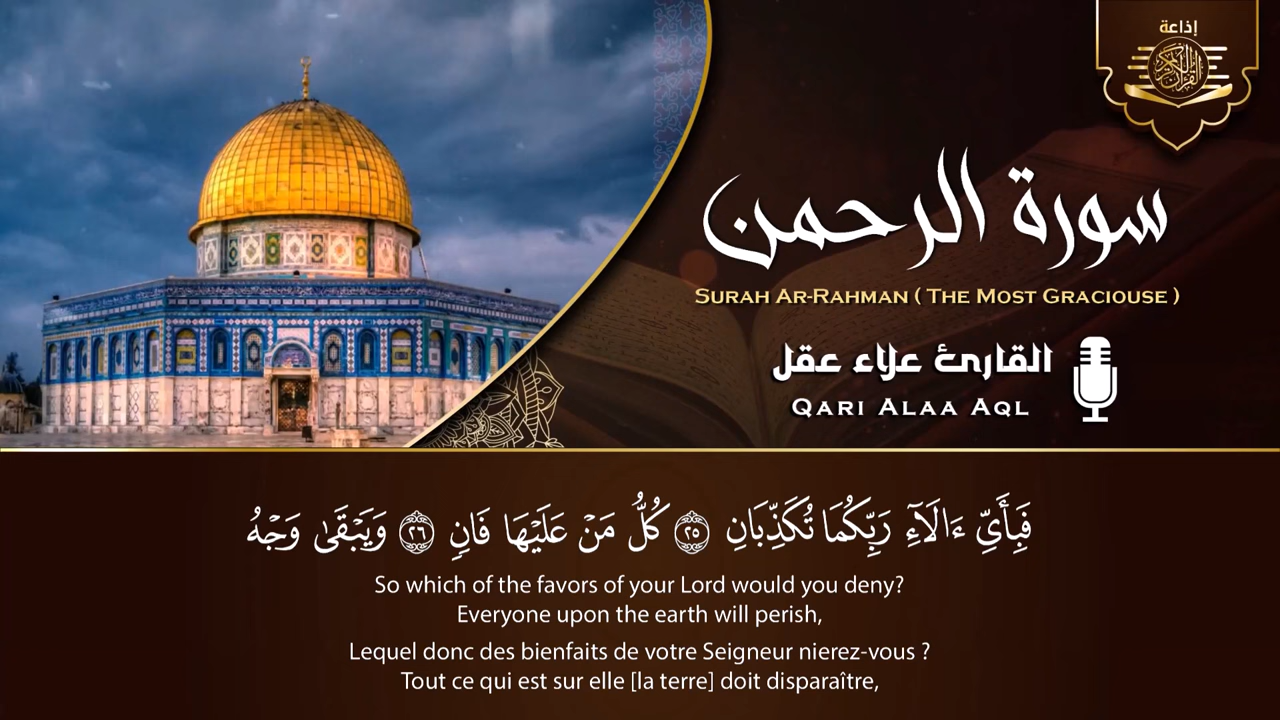 إذاعة
القرآن الكريم
سورة الرحمن
SURAH AR-RAHMAN ( THE MOST GRACIOUSE )
القارئ علاء عقل
QARI ALAA AQL
فَبِأَيِّ ءَالَآءِ رَبِّكُمَا تُكَذِّبَانِ ٢٥ كُلُّ مَنْ عَلَيْهَا فَانٍ ٢٦ وَيَبْقَىٰ وَجْهُ
So which of the favors of your Lord would you deny?
Everyone upon the earth will perish,
Lequel donc des bienfaits de votre Seigneur nierez-vous ?
Tout ce qui est sur elle [la terre] doit disparaître,